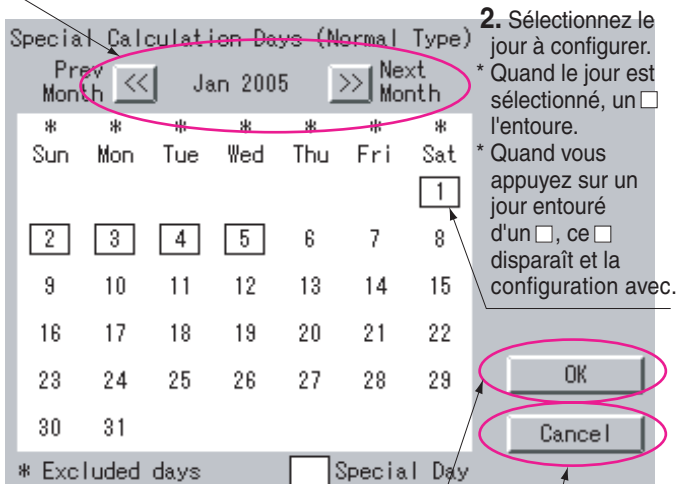 Special Calculation Days (Normal Type)
Prev Month << Jan 2005 >> Next Month
* * * * * * *
Sun Mon Tue Wed Thu Fri Sat
1
2 3 4 5 6 7 8
9 10 11 12 13 14 15
16 17 18 19 20 21 22
23 24 25 26 27 28 29
30 31
* Excluded days Special Day
2. Sélectionnez le
jour à configurer.
* Quand le jour est
sélectionné, un □
l'entoure.
* Quand vous
appuyez sur un
jour entouré
d'un □, ce □
disparaît et la
configuration avec.
OK
Cancel